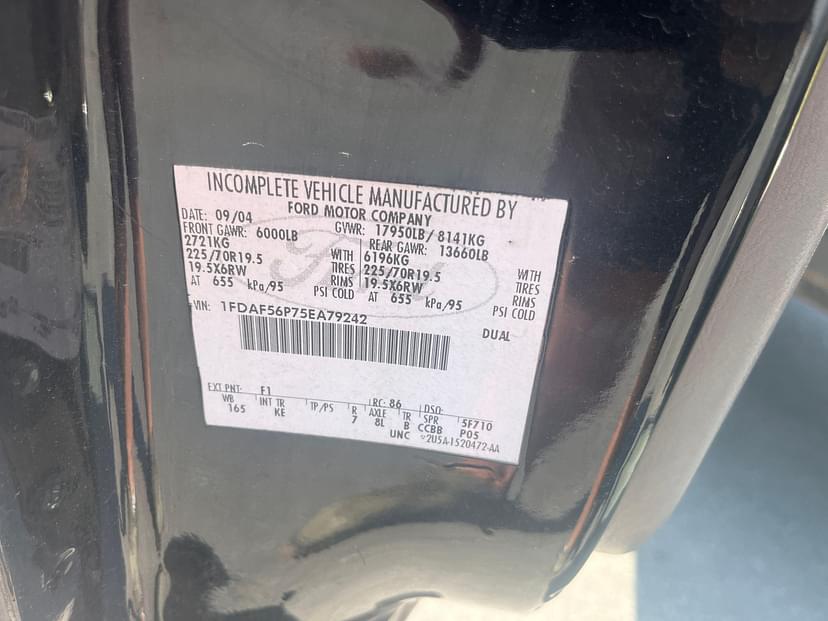 INCOMPLETE VEHICLE MANUFACTURED BY
FORD MOTOR COMPANY
DATE: 09/04 GVWR: 17950LB/ 8141KG
FRONT GAWR: 6000LB REAR GAWR: 13660LB
2721KG WITH 6196KG WITH
225/70R19.5 TIRES 225/70R19.5 TIRES
19.5X6RW RIMS 19.5X6RW RIMS
AT 655 kPa/95 PSI COLD AT 655 kPa/95 PSI COLD
VIN: 1FDAF56P75EA79242 DUAL
Ford
EXT PNT: F1 RC: 86 DSO:
WB INT TR TP/PS R AXLE TR SPR 5F710
165 KE 7 8L B CCBB P05
UNC 2U5A-1520472-AA